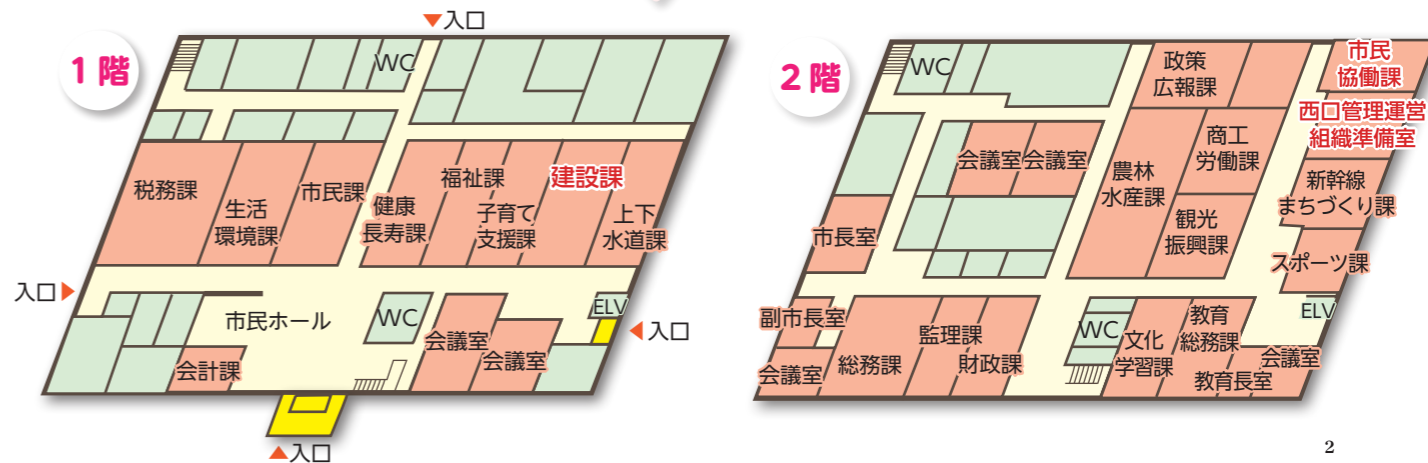 1階
▼入口
WC
税務課
生活
環境課
市民課
健康
長寿課
福祉課
子育て
支援課
建設課
上下
水道課
入口▶
市民ホール
WC
ELV
◀入口
会議室
会議室
会計課
▲入口
2階
WC
政策
広報課
市民
協働課
西口管理運営
組織準備室
会議室
会議室
農林
水産課
商工
労働課
新幹線
まちづくり課
市長室
観光
振興課
スポーツ課
副市長室
会議室
総務課
監理課
財政課
WC
文化
学習課
教育
総務課
教育長室
会議室
ELV
2